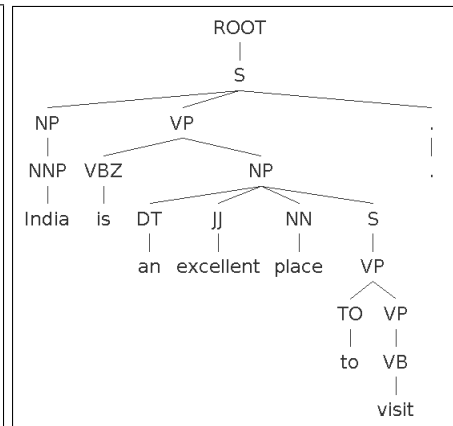 ROOT
S
NP VP .
NNP VBZ NP .
India is DT JJ NN S
an excellent place VP
TO VP
to VB
visit